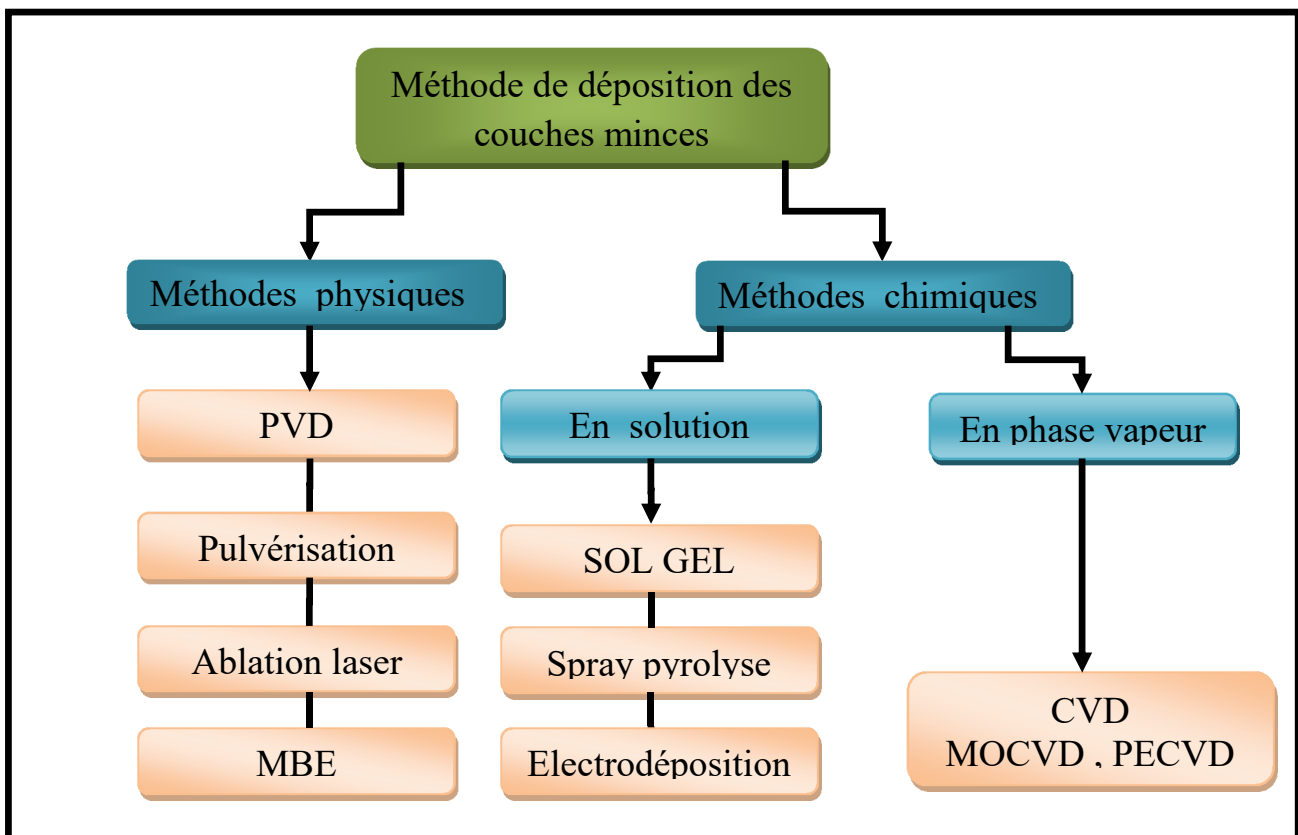 Méthode de déposition des
couches minces
Méthodes physiques
Méthodes chimiques
PVD
En solution
En phase vapeur
Pulvérisation
SOL GEL
Ablation laser
Spray pyrolyse
CVD
MOCVD , PECVD
MBE
Electrodéposition